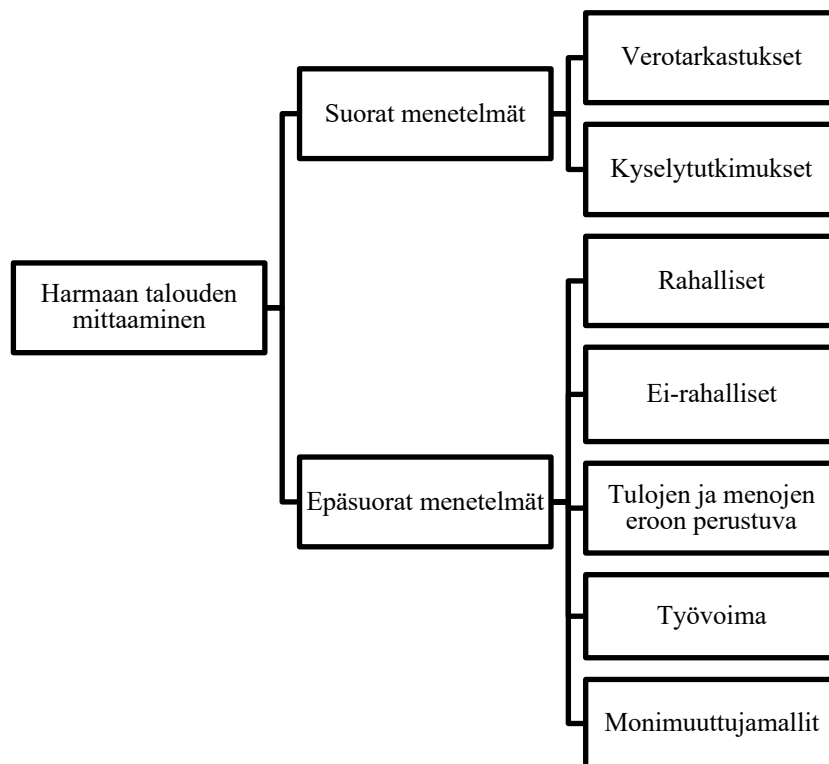 Harmaan talouden
mittaaminen
Suorat menetelmät
Verotarkastukset
Kyselytutkimukset
Epäsuorat menetelmät
Rahalliset
Ei-rahalliset
Tulojen ja menojen
eroon perustuva
Työvoima
Monimuuttujamallit